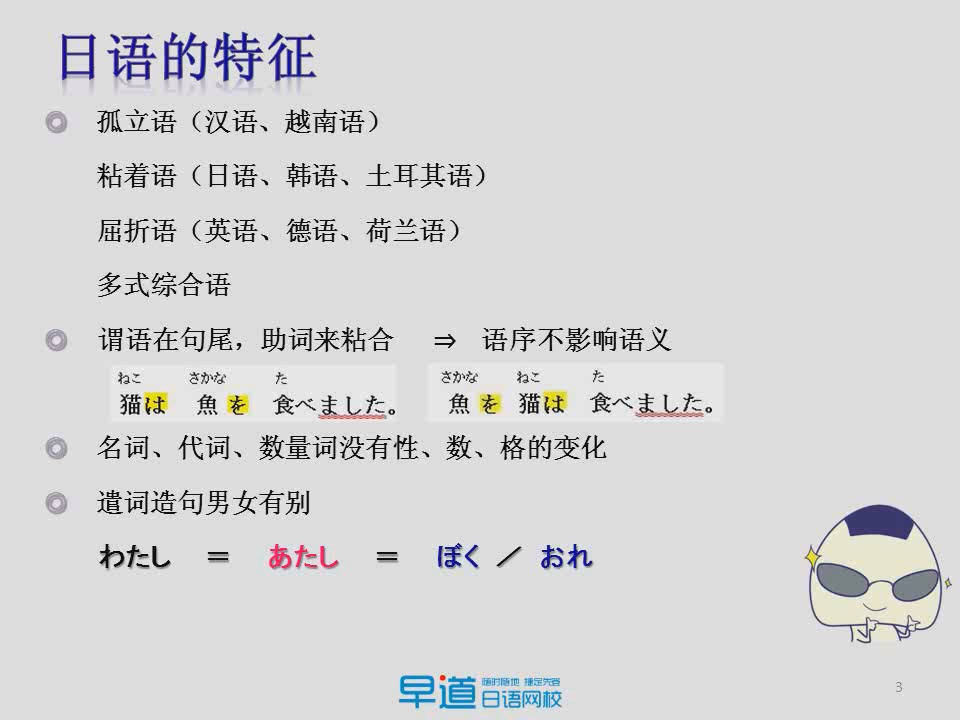 日语的特征
◎ 孤立语（汉语、越南语）
粘着语（日语、韩语、土耳其语）
屈折语（英语、德语、荷兰语）
多式综合语
◎ 谓语在句尾，助词来粘合 ⇒ 语序不影响语义
ねこ さかな た さかな ねこ た
猫は 魚を 食べました。 魚を 猫は 食べました。
◎ 名词、代词、数量词没有性、数、格的变化
◎ 遣词造句男女有别
わたし ＝ あたし ＝ ぼく ／ おれ
早道 随时随地 捷足先登
日语网校
3